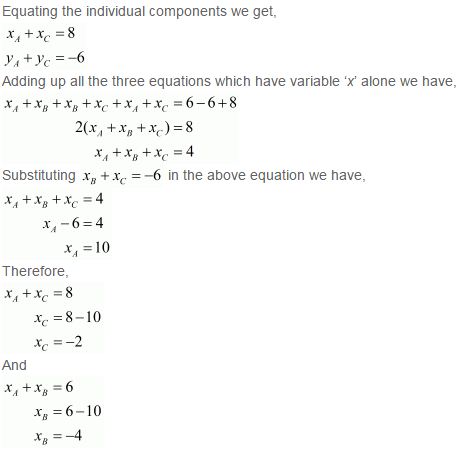 Equating the individual components we get,
x_A + x_C = 8
y_A + y_C = −6
Adding up all the three equations which have variable ‘x’ alone we have,
x_A + x_B + x_B + x_C + x_A + x_C = 6 − 6 + 8
2(x_A + x_B + x_C) = 8
x_A + x_B + x_C = 4
Substituting x_B + x_C = −6 in the above equation we have,
x_A + x_B + x_C = 4
x_A − 6 = 4
x_A = 10
Therefore,
x_A + x_C = 8
x_C = 8 − 10
x_C = −2
And
x_A + x_B = 6
x_B = 6 − 10
x_B = −4